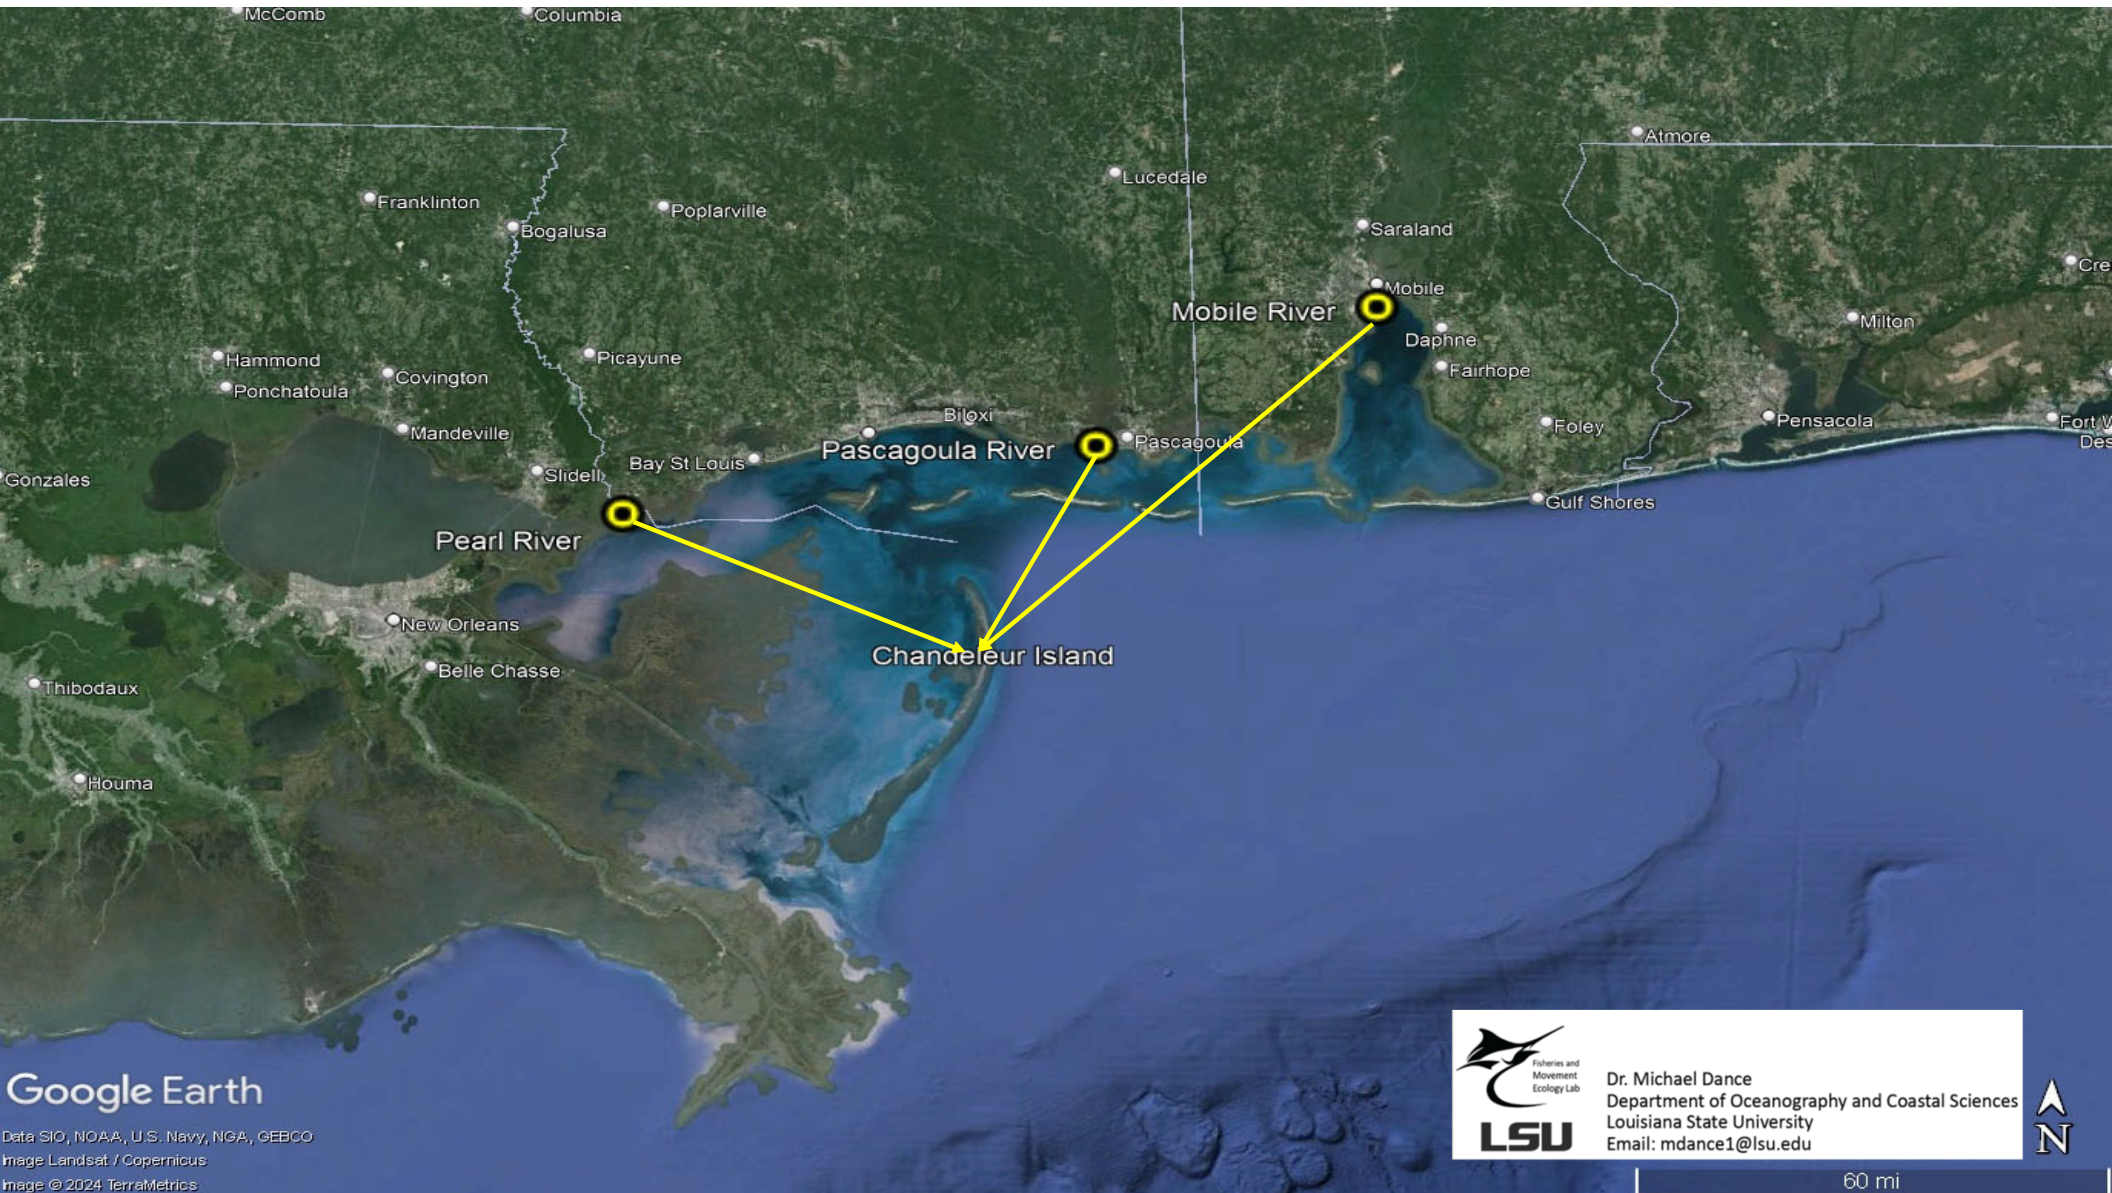 McComb
Columbia
Atmore
Lucedale
Franklinton
Poplarville
Bogalusa
Saraland
Cre
Mobile
Mobile River
Milton
Daphne
Hammond
Picayune
Fairhope
Covington
Ponchatoula
Biloxi
Pensacola
Fort W
Des
Foley
Mandeville
Pascagoula River
Pascagoula
Bay St Louis
Slidell
Gonzales
Gulf Shores
Pearl River
New Orleans
Chandeleur Island
Belle Chasse
Thibodaux
Houma
Google Earth
Data SIO, NOAA, U.S. Navy, NGA, GEBCO
Image Landsat / Copernicus
Image © 2024 TerraMetrics
Fisheries and
Movement
Ecology Lab
LSU
Dr. Michael Dance
Department of Oceanography and Coastal Sciences
Louisiana State University
Email: mdance1@lsu.edu
N
60 mi